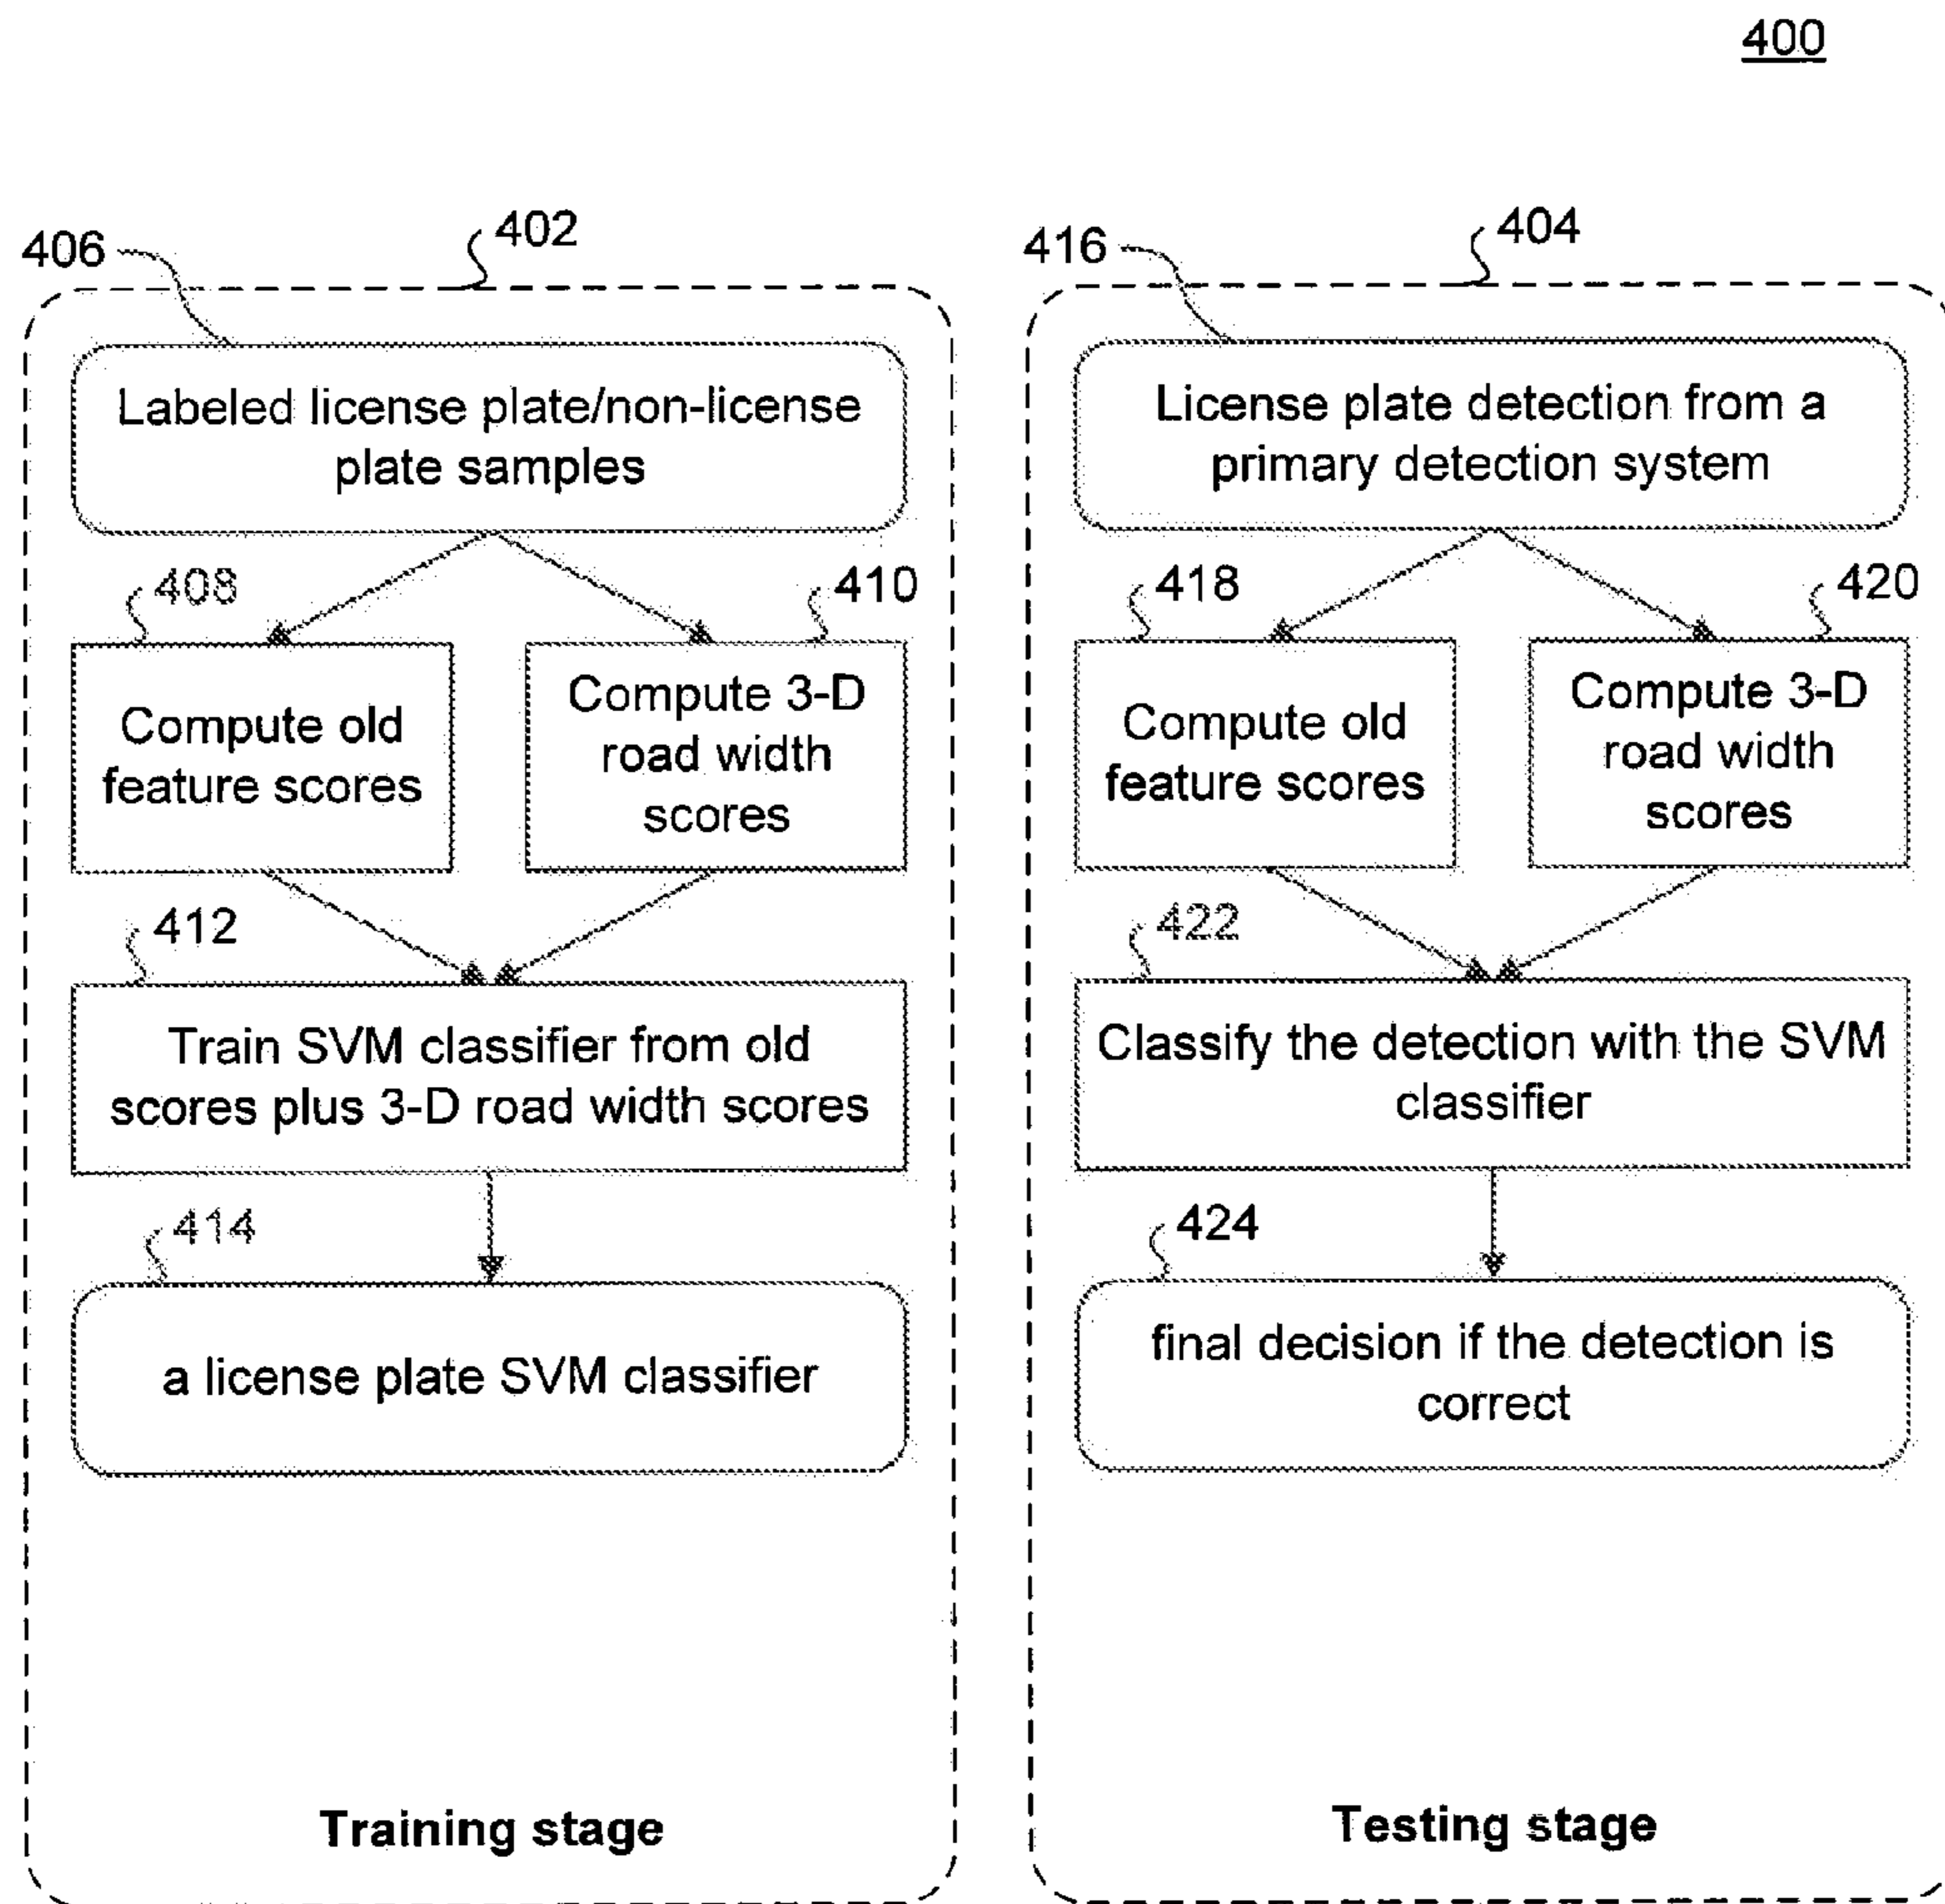 400
402
406
Labeled license plate/non-license
plate samples
408
410
Compute old
feature scores
Compute 3-D
road width
scores
412
Train SVM classifier from old
scores plus 3-D road width scores
414
a license plate SVM classifier
Training stage
404
416
License plate detection from a
primary detection system
418
420
Compute old
feature scores
Compute 3-D
road width
scores
422
Classify the detection with the SVM
classifier
424
final decision if the detection is
correct
Testing stage